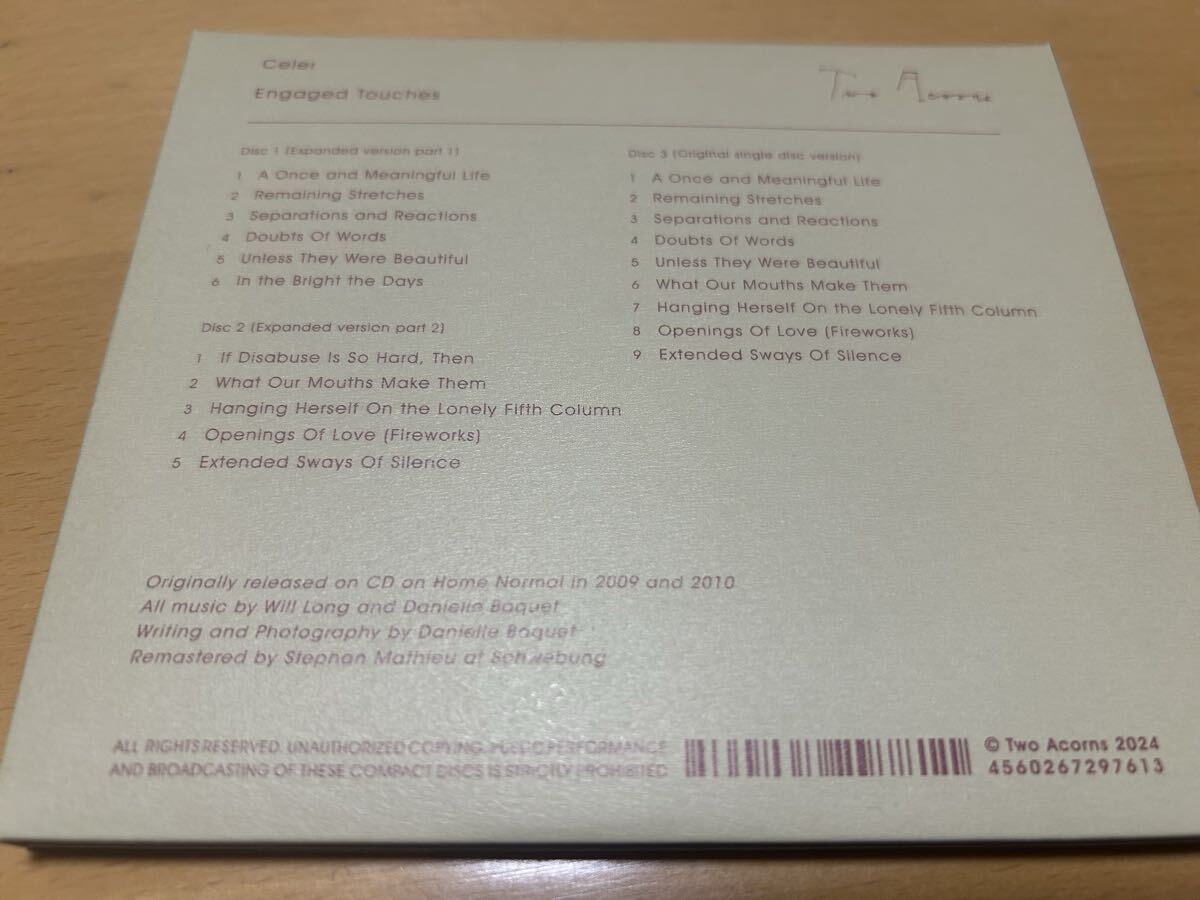 Celer
Engaged Touches
Two Acorns
Disc 1 (Expanded version part 1)
1 A Once and Meaningful Life
2 Remaining Stretches
3 Separations and Reactions
4 Doubts Of Words
5 Unless They Were Beautiful
6 In the Bright the Days
Disc 2 (Expanded version part 2)
1 If Disabuse Is So Hard, Then
2 What Our Mouths Make Them
3 Hanging Herself On the Lonely Fifth Column
4 Openings Of Love (Fireworks)
5 Extended Sways Of Silence
Disc 3 (Original single disc version)
1 A Once and Meaningful Life
2 Remaining Stretches
3 Separations and Reactions
4 Doubts Of Words
5 Unless They Were Beautiful
6 What Our Mouths Make Them
7 Hanging Herself On the Lonely Fifth Column
8 Openings Of Love (Fireworks)
9 Extended Sways Of Silence
Originally released on CD on Home Normal in 2009 and 2010
All music by Will Long and Danielle Baquet
Writing and Photography by Danielle Baquet
Remastered by Stephan Mathieu at Schwebung
ALL RIGHTS RESERVED. UNAUTHORIZED COPYING, PUBLIC PERFORMANCE
AND BROADCASTING OF THESE COMPACT DISCS IS STRICTLY PROHIBITED
© Two Acorns 2024
4560267297613